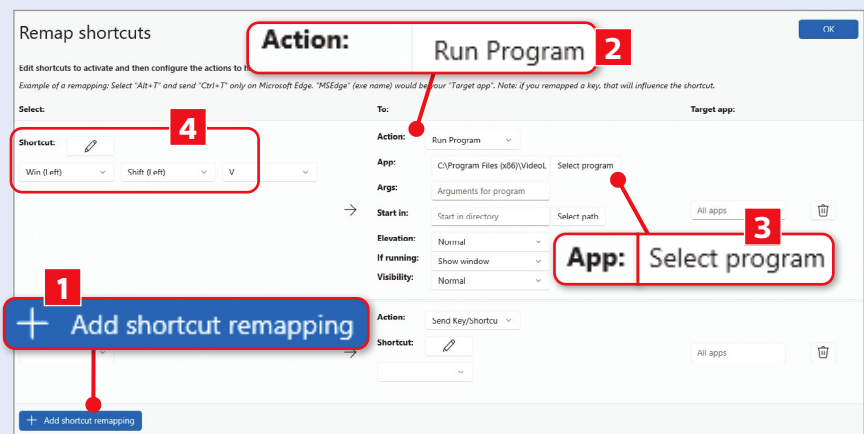 Remap shortcuts
OK
Action: Run Program 2
Edit shortcuts to activate and then configure the actions to h
Example of a remapping: Select "Alt+T" and send "Ctrl+T" only on Microsoft Edge. "MSEdge" (exe name) would be your "Target app". Note: if you remapped a key, that will influence the shortcut.
Select: To: Target app:
4
Shortcut:
Win (Left) Shift (Left) V
Action: Run Program
App: C:\Program Files (x86)\VideoL Select program
Args: Arguments for program
Start in: Start in directory Select path
All apps
Elevation: Normal
If running: Show window
Visibility: Normal
3
App: Select program
1
+ Add shortcut remapping
Action: Send Key/Shortcu
Shortcut:
All apps
+ Add shortcut remapping